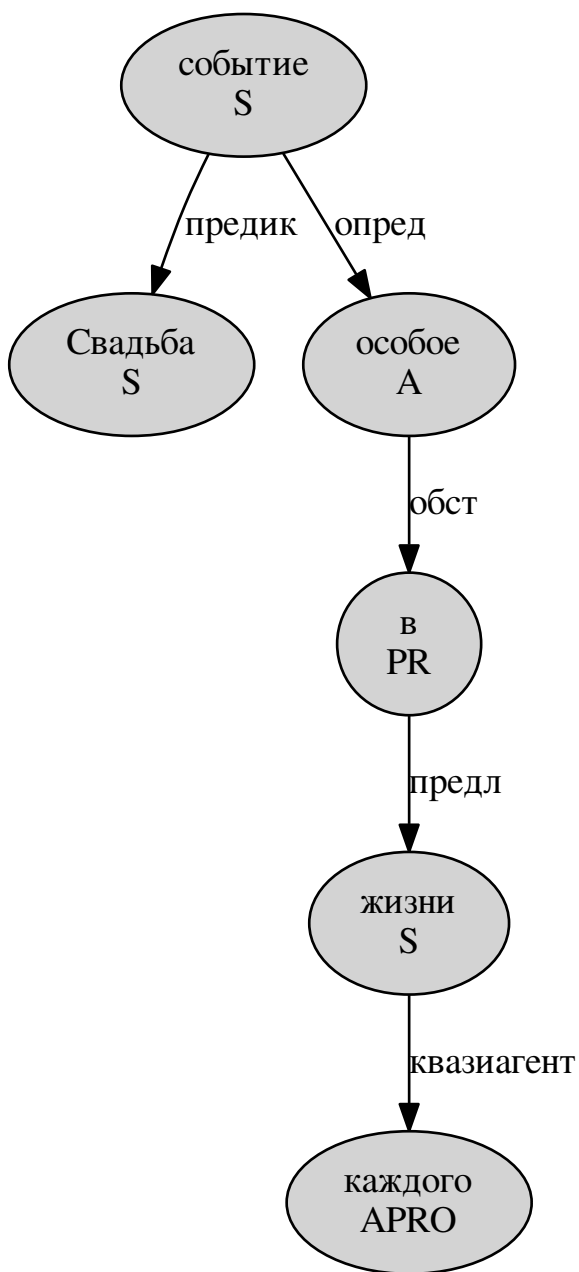 событие
S
предик
опред
Свадьба
S
особое
A
обст
в
PR
предл
жизни
S
квазиагент
каждого
APRO